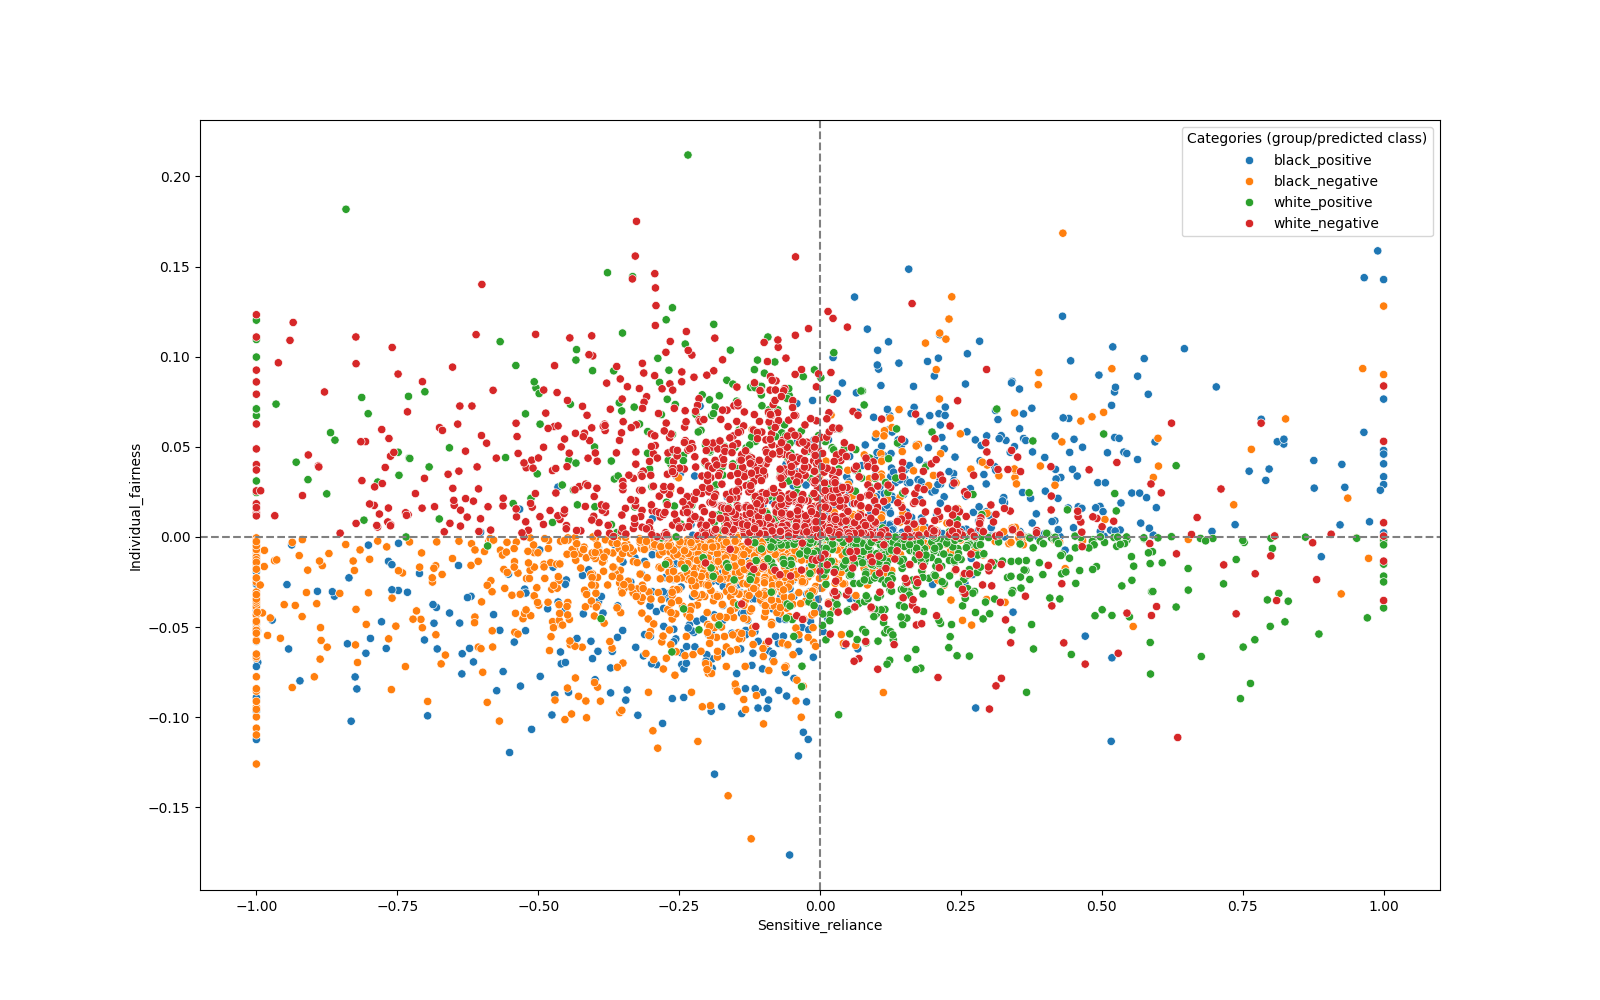 Categories (group/predicted class)
black_positive
black_negative
white_positive
white_negative
Individual_fairness
0.20
0.15
0.10
0.05
0.00
−0.05
−0.10
−0.15
−1.00
−0.75
−0.50
−0.25
0.00
0.25
0.50
0.75
1.00
Sensitive_reliance